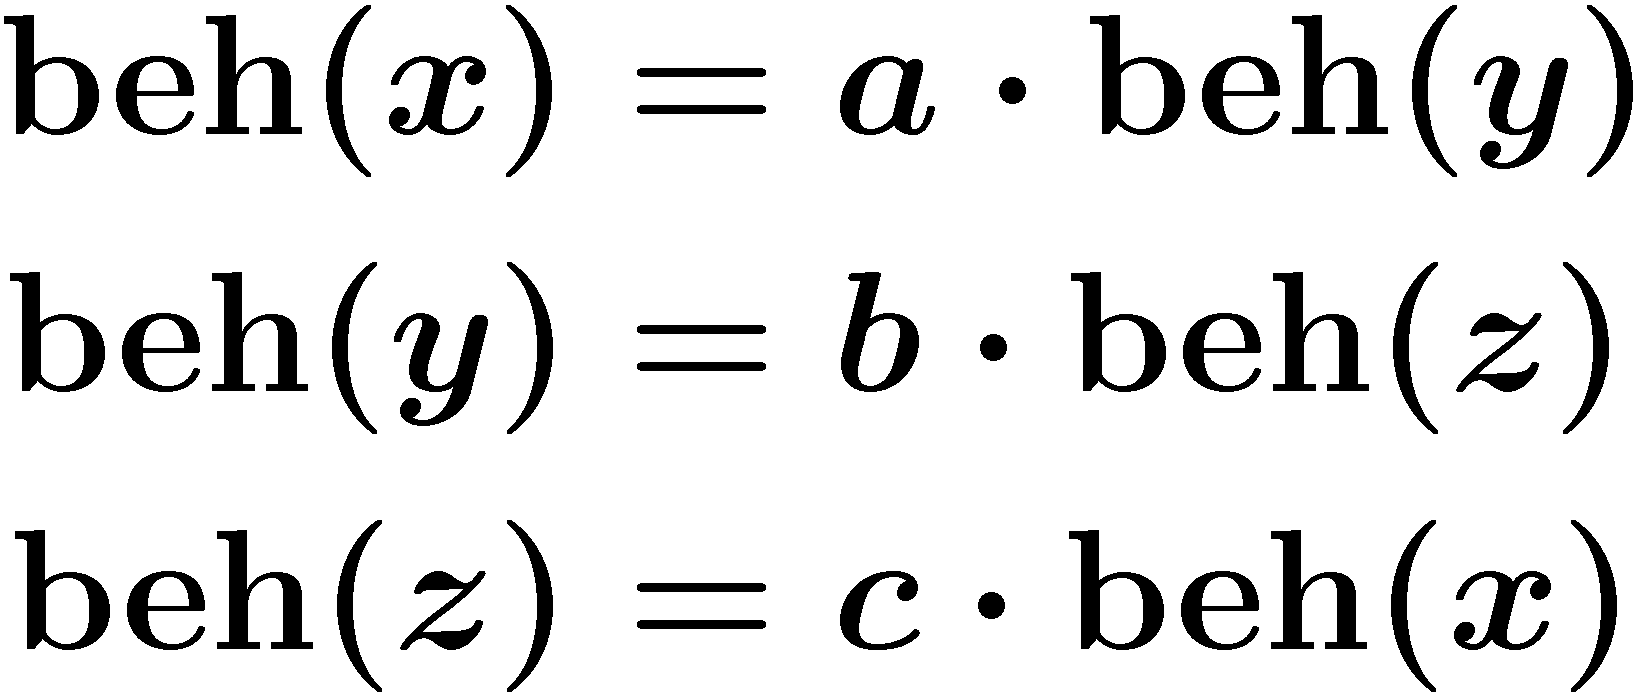 beh(x) = a · beh(y)
beh(y) = b · beh(z)
beh(z) = c · beh(x)